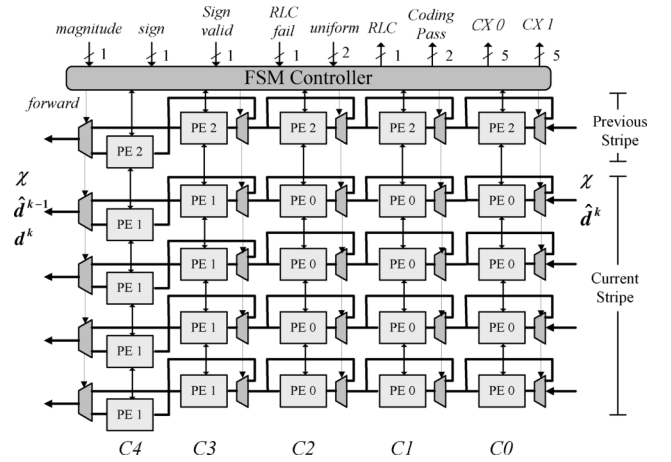 magnitude sign Sign valid RLC fail uniform RLC Coding Pass CX 0 CX 1
1 1 1 1 2 1 2 5 5
FSM Controller
forward
PE 2 PE 2 PE 2 PE 2 PE 2
Previous Stripe
χ
d̂ᵏ⁻¹
dᵏ
PE 1 PE 1 PE 0 PE 0 PE 0
χ
d̂ᵏ
PE 1 PE 1 PE 0 PE 0 PE 0
Current Stripe
PE 1 PE 1 PE 0 PE 0 PE 0
PE 1 PE 1 PE 0 PE 0 PE 0
C4 C3 C2 C1 C0